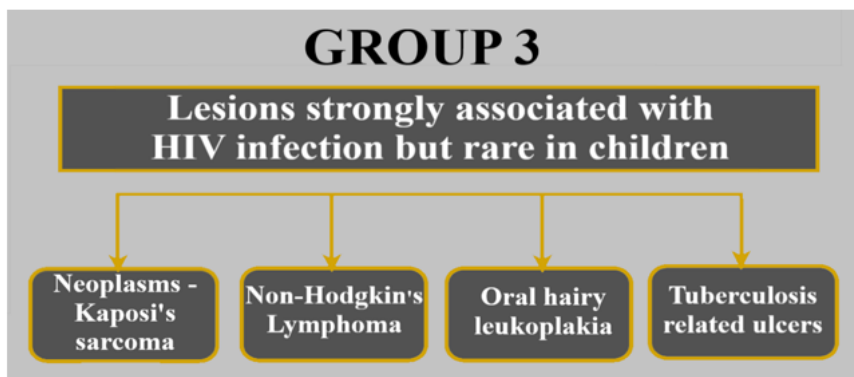 GROUP 3
Lesions strongly associated with
HIV infection but rare in children
Neoplasms -
Kaposi's
sarcoma
Non-Hodgkin's
Lymphoma
Oral hairy
leukoplakia
Tuberculosis
related ulcers